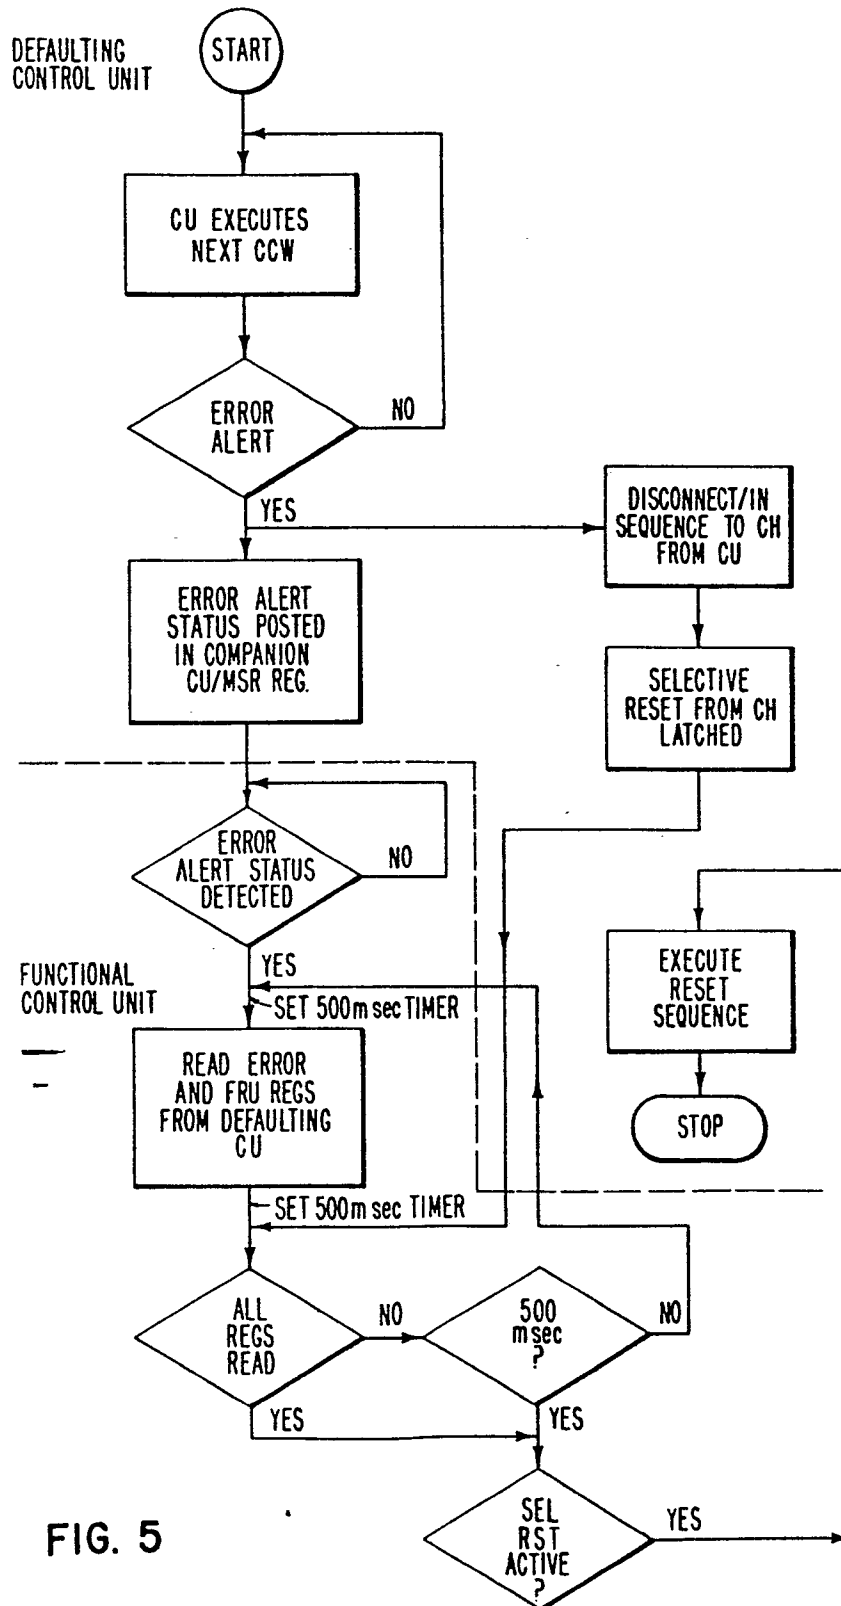 DEFAULTING
CONTROL UNIT
START
CU EXECUTES
NEXT CCW
ERROR
ALERT
NO
YES
DISCONNECT/IN
SEQUENCE TO CH
FROM CU
ERROR ALERT
STATUS POSTED
IN COMPANION
CU/MSR REG.
SELECTIVE
RESET FROM CH
LATCHED
ERROR
ALERT STATUS
DETECTED
NO
YES
FUNCTIONAL
CONTROL UNIT
SET 500m sec TIMER
EXECUTE
RESET
SEQUENCE
READ ERROR
AND FRU REGS
FROM DEFAULTING
CU
STOP
SET 500m sec TIMER
ALL
REGS
READ
NO
500
msec
?
NO
YES
YES
SEL
RST
ACTIVE
?
YES
FIG. 5